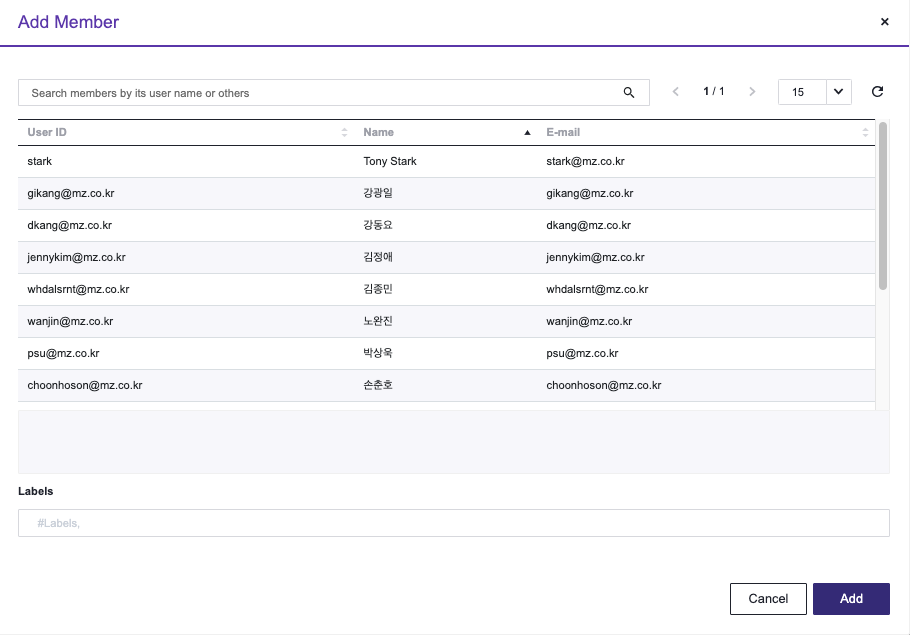 Add Member
Search members by its user name or others
1 / 1
15
User ID Name E-mail
stark Tony Stark stark@mz.co.kr
gikang@mz.co.kr 강광일 gikang@mz.co.kr
dkang@mz.co.kr 강동요 dkang@mz.co.kr
jennykim@mz.co.kr 김정애 jennykim@mz.co.kr
whdalsrnt@mz.co.kr 김종민 whdalsrnt@mz.co.kr
wanjin@mz.co.kr 노완진 wanjin@mz.co.kr
psu@mz.co.kr 박상욱 psu@mz.co.kr
choonhoson@mz.co.kr 손춘호 choonhoson@mz.co.kr
Labels
#Labels,
Cancel Add